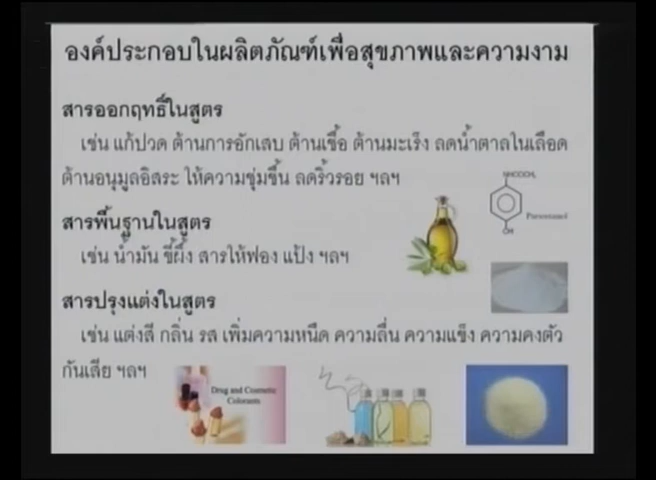 องค์ประกอบในผลิตภัณฑ์เพื่อสุขภาพและความงาม
สารออกฤทธิ์ในสูตร
เช่น แก้ปวด ต้านการอักเสบ ต้านเชื้อ ต้านมะเร็ง ลดน้ำตาลในเลือด
ต้านอนุมูลอิสระ ให้ความชุ่มชื้น ลดริ้วรอย ฯลฯ
NHCOCH₃
Paracetamol
OH
สารพื้นฐานในสูตร
เช่น น้ำมัน ขี้ผึ้ง สารให้ฟอง แป้ง ฯลฯ
สารปรุงแต่งในสูตร
เช่น แต่งสี กลิ่น รส เพิ่มความหนืด ความลื่น ความแข็ง ความคงตัว
กันเสีย ฯลฯ
Drug and Cosmetic
Colorants